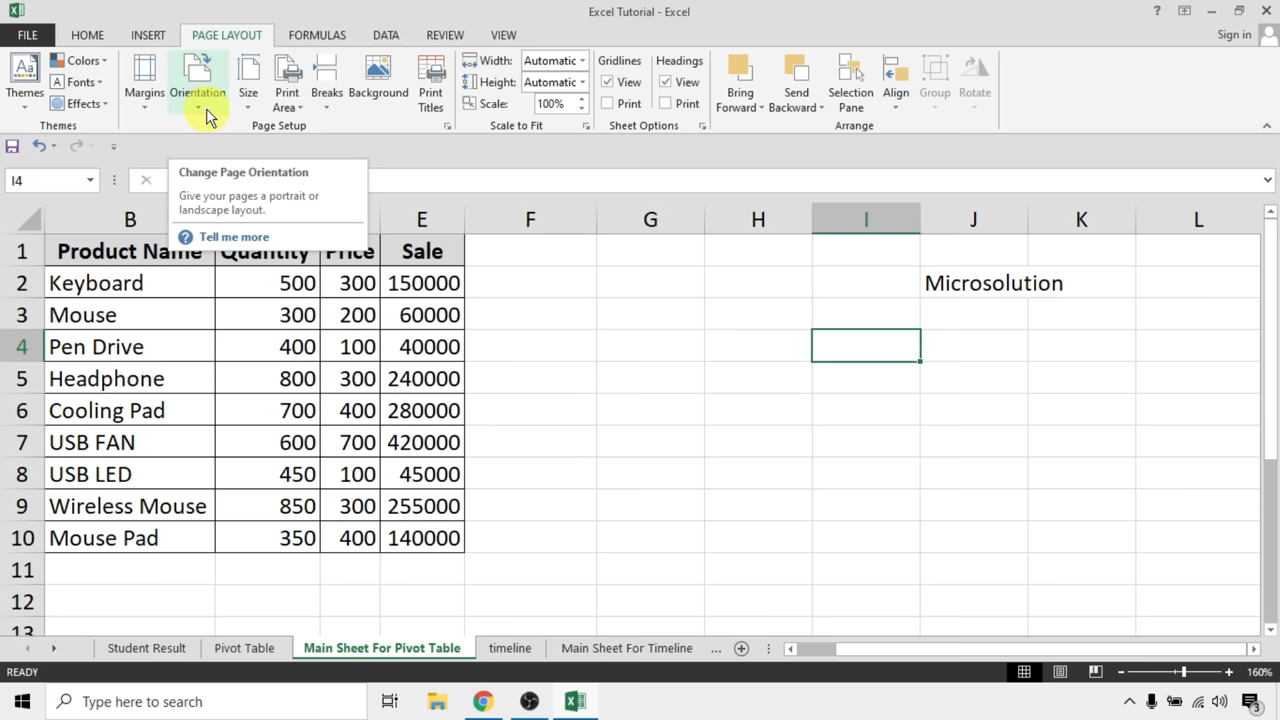 Excel Tutorial - Excel
?
FILE HOME INSERT PAGE LAYOUT FORMULAS DATA REVIEW VIEW Sign in
Themes
Colors
Fonts
Effects
Margins
Orientation
Size
Print Area
Breaks
Background
Print Titles
Width: Automatic
Height: Automatic
Scale: 100%
Gridlines
View
Print
Headings
View
Print
Bring Forward
Send Backward
Selection Pane
Align
Group
Rotate
Themes Page Setup Scale to Fit Sheet Options Arrange
I4
Change Page Orientation
Give your pages a portrait or
landscape layout.
? Tell me more
B E F G H I J K L
1 Product Name Quantity Price Sale
2 Keyboard 500 300 150000 Microsolution
3 Mouse 300 200 60000
4 Pen Drive 400 100 40000
5 Headphone 800 300 240000
6 Cooling Pad 700 400 280000
7 USB FAN 600 700 420000
8 USB LED 450 100 45000
9 Wireless Mouse 850 300 255000
10 Mouse Pad 350 400 140000
11
12
13
Student Result Pivot Table Main Sheet For Pivot Table timeline Main Sheet For Timeline ...
READY 160%
Type here to search 3